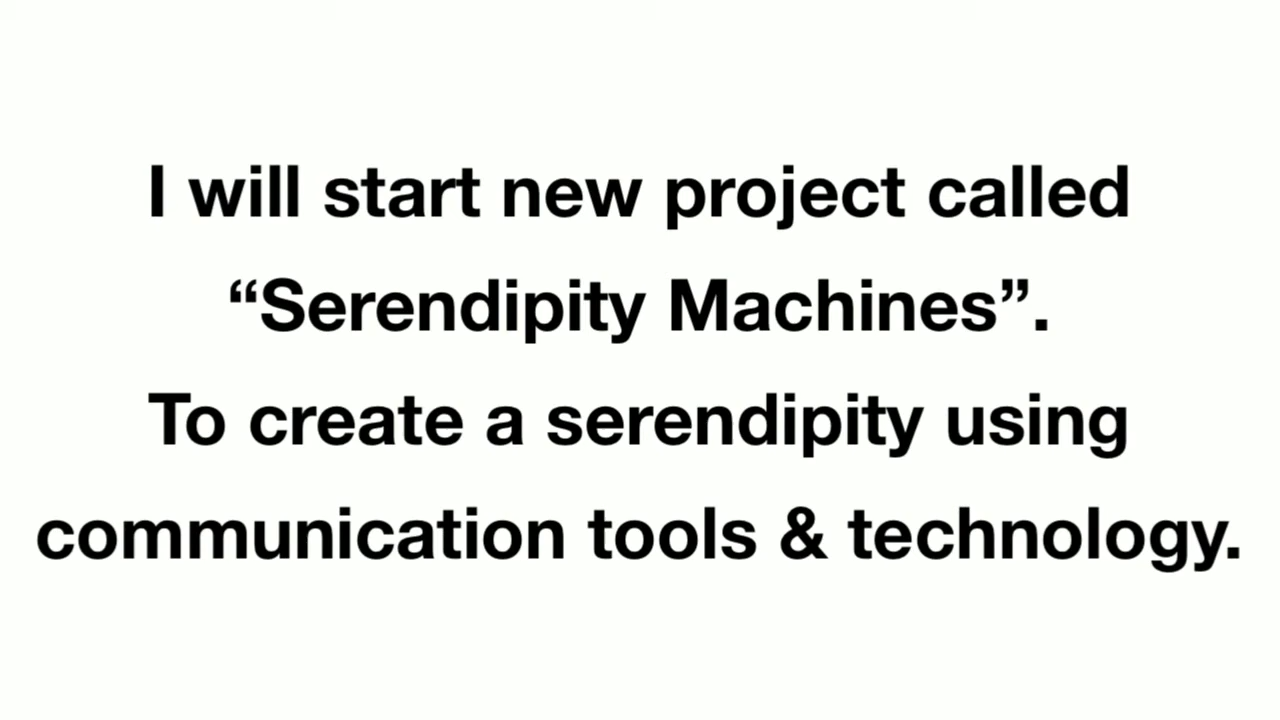 I will start new project called
“Serendipity Machines”.
To create a serendipity using
communication tools & technology.